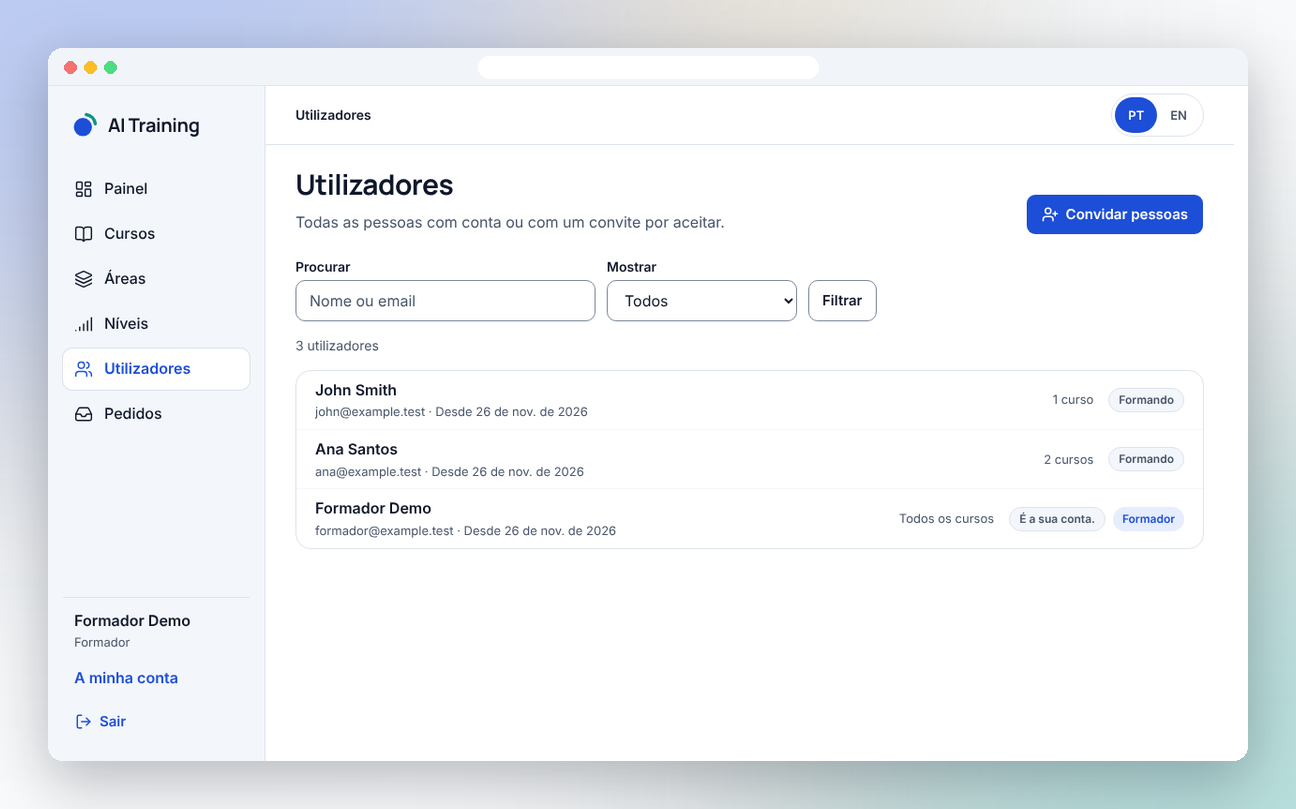 AI Training
Painel
Cursos
Áreas
Níveis
Utilizadores
Pedidos
Formador Demo
Formador
A minha conta
Sair
Utilizadores
PT EN
Utilizadores
Todas as pessoas com conta ou com um convite por aceitar.
Convidar pessoas
Procurar
Nome ou email
Mostrar
Todos
Filtrar
3 utilizadores
John Smith
john@example.test · Desde 26 de nov. de 2026
1 curso Formando
Ana Santos
ana@example.test · Desde 26 de nov. de 2026
2 cursos Formando
Formador Demo
formador@example.test · Desde 26 de nov. de 2026
Todos os cursos É a sua conta. Formador